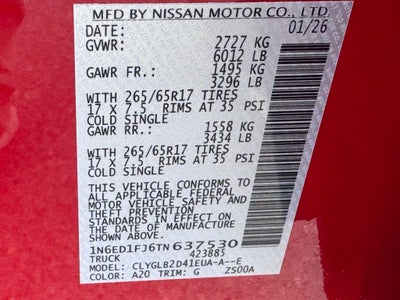 MFD BY NISSAN MOTOR CO., LTD.
DATE: 01/26
GVWR: 2727 KG
6012 LB
GAWR FR.: 1495 KG
3296 LB
WITH 265/65R17 TIRES
17 X 7.5 RIMS AT 35 PSI
COLD SINGLE
GAWR RR.: 1558 KG
3434 LB
WITH 265/65R17 TIRES
17 X 7.5 RIMS AT 35 PSI
COLD SINGLE
THIS VEHICLE CONFORMS TO
ALL APPLICABLE FEDERAL
MOTOR VEHICLE SAFETY
STANDARDS IN EFFECT ON
THE DATE OF MANUFACTURE
SHOWN ABOVE
1N6ED1FJ6TN637530
TRUCK 423885
MODEL: CLYGLB2D41EUA-A--E
COLOR: A20 TRIM: G ZS00A